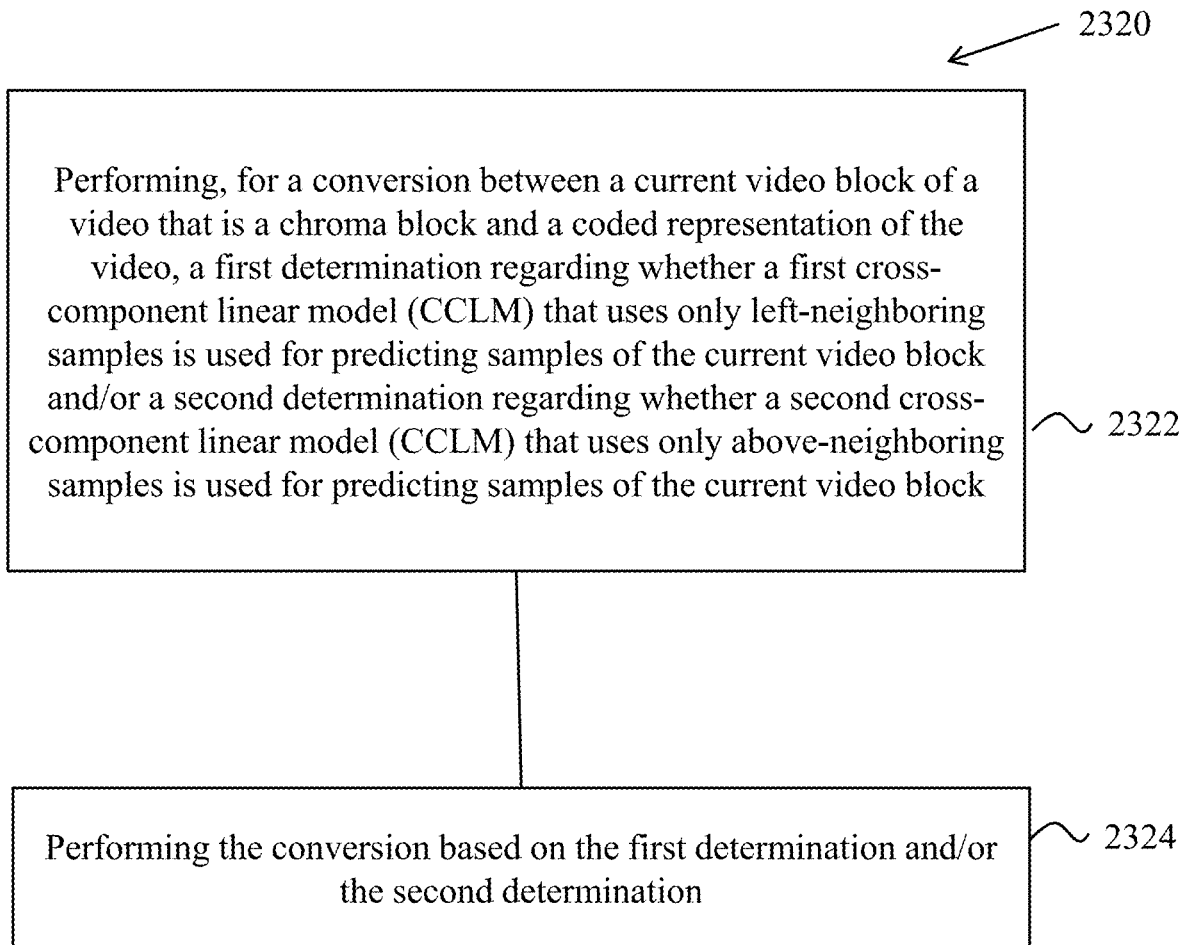 2320
Performing, for a conversion between a current video block of a
video that is a chroma block and a coded representation of the
video, a first determination regarding whether a first cross-
component linear model (CCLM) that uses only left-neighboring
samples is used for predicting samples of the current video block
and/or a second determination regarding whether a second cross-
component linear model (CCLM) that uses only above-neighboring
samples is used for predicting samples of the current video block
2322
Performing the conversion based on the first determination and/or
the second determination
2324